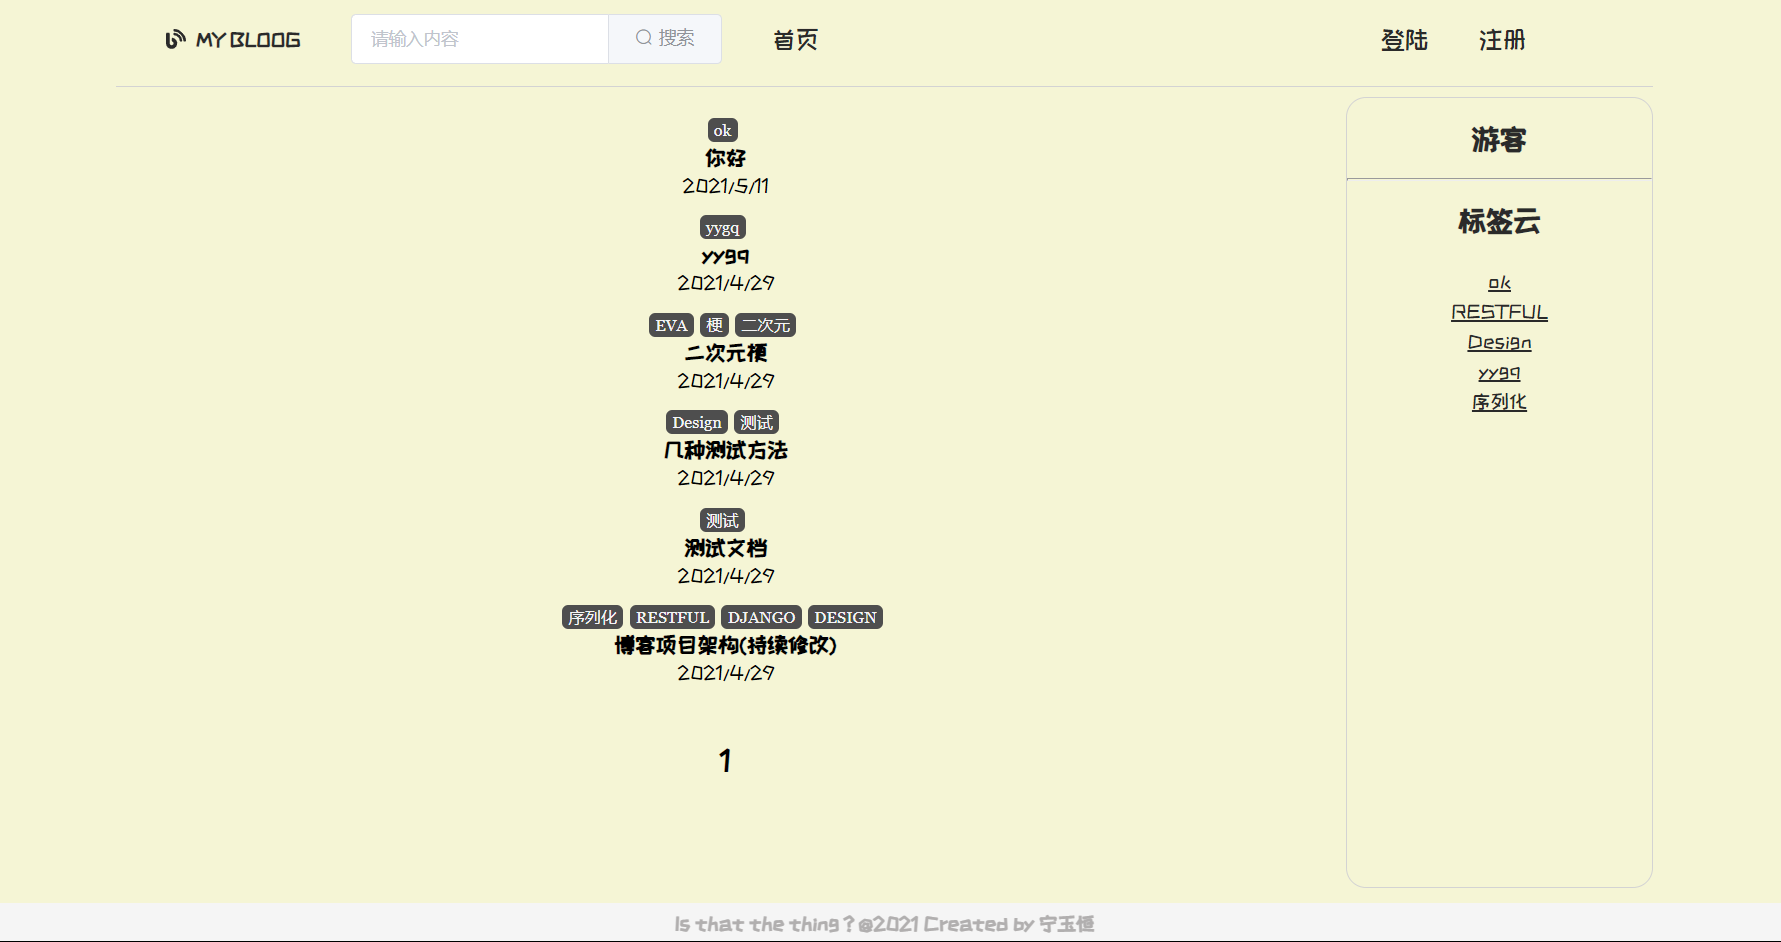 MY BLOOG
请输入内容
搜索
首页
登陆
注册
ok
你好
2021/5/11
yygq
yygq
2021/4/29
EVA 梗 二次元
二次元梗
2021/4/29
Design 测试
几种测试方法
2021/4/29
测试
测试文档
2021/4/29
序列化 RESTFUL DJANGO DESIGN
博客项目架构(持续修改)
2021/4/29
1
游客
标签云
ok
RESTFUL
Design
yygq
序列化
Is that the thing？@2021 Created by 宁玉恒